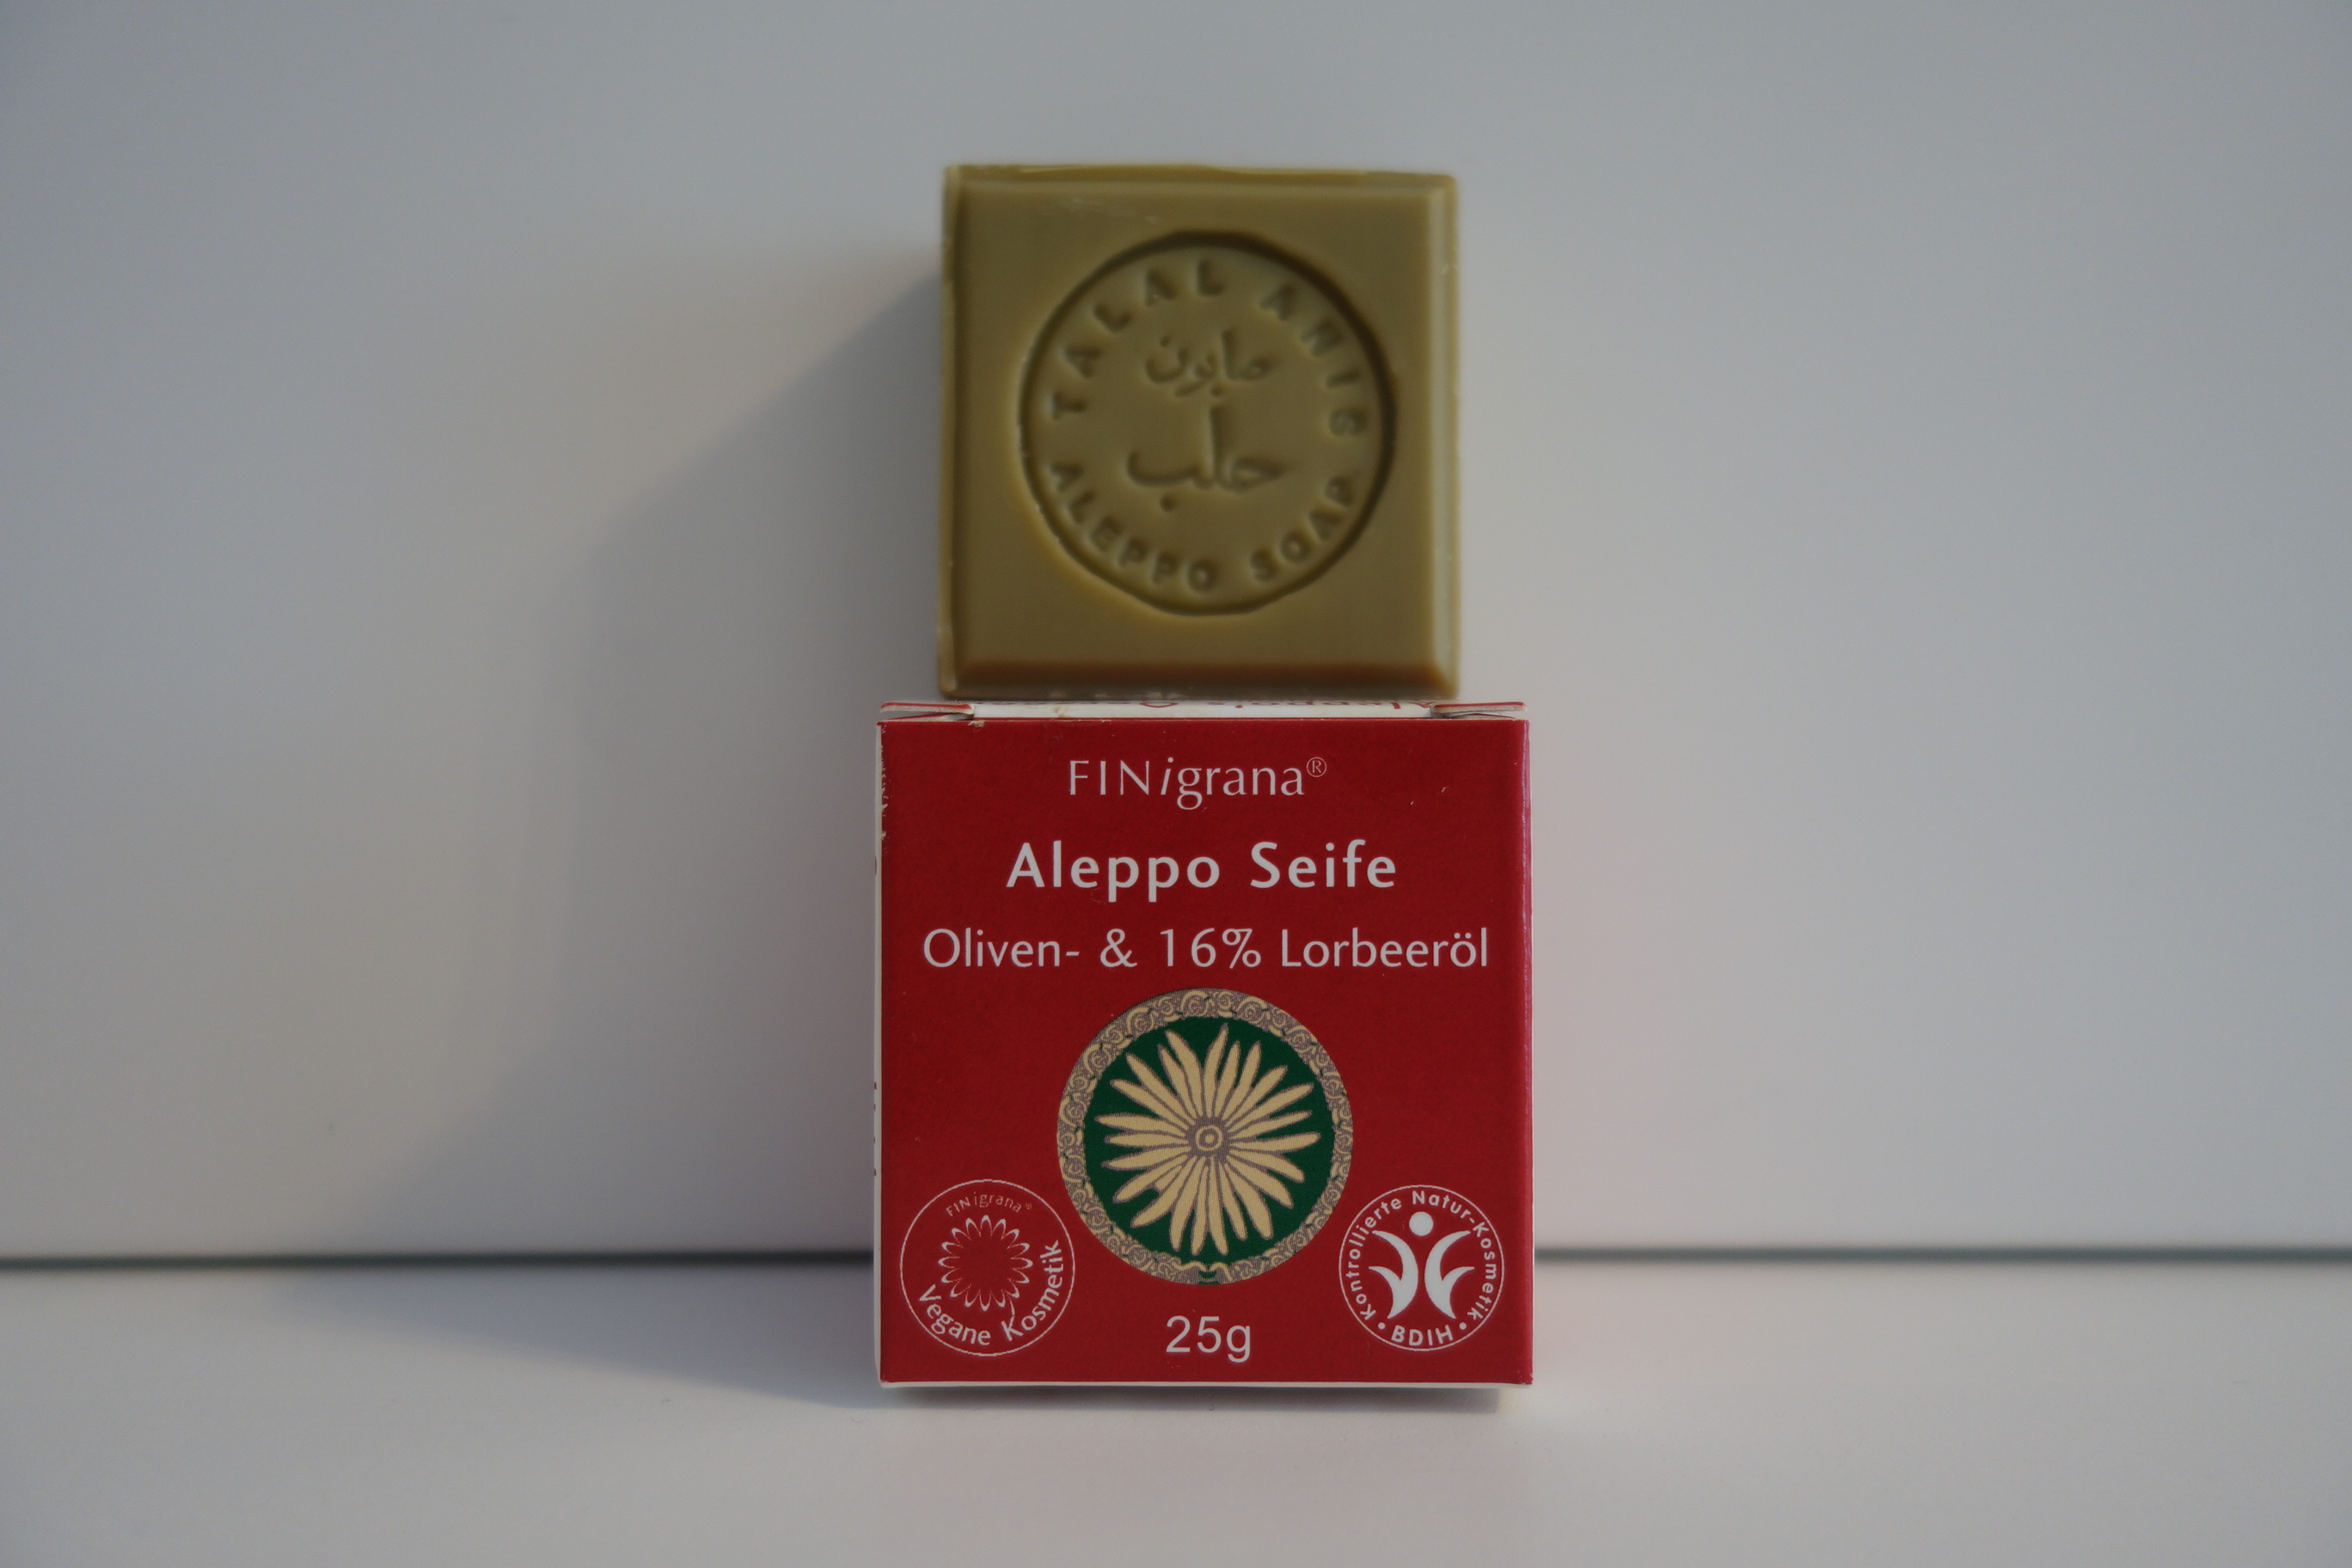 TALAL ANIS
صابون
حلب
ALEPPO SOAP
FINigrana®
Aleppo Seife
Oliven- & 16% Lorbeeröl
FINigrana®
Vegane Kosmetik
Kontrollierte Natur-Kosmetik
• BDIH •
25g